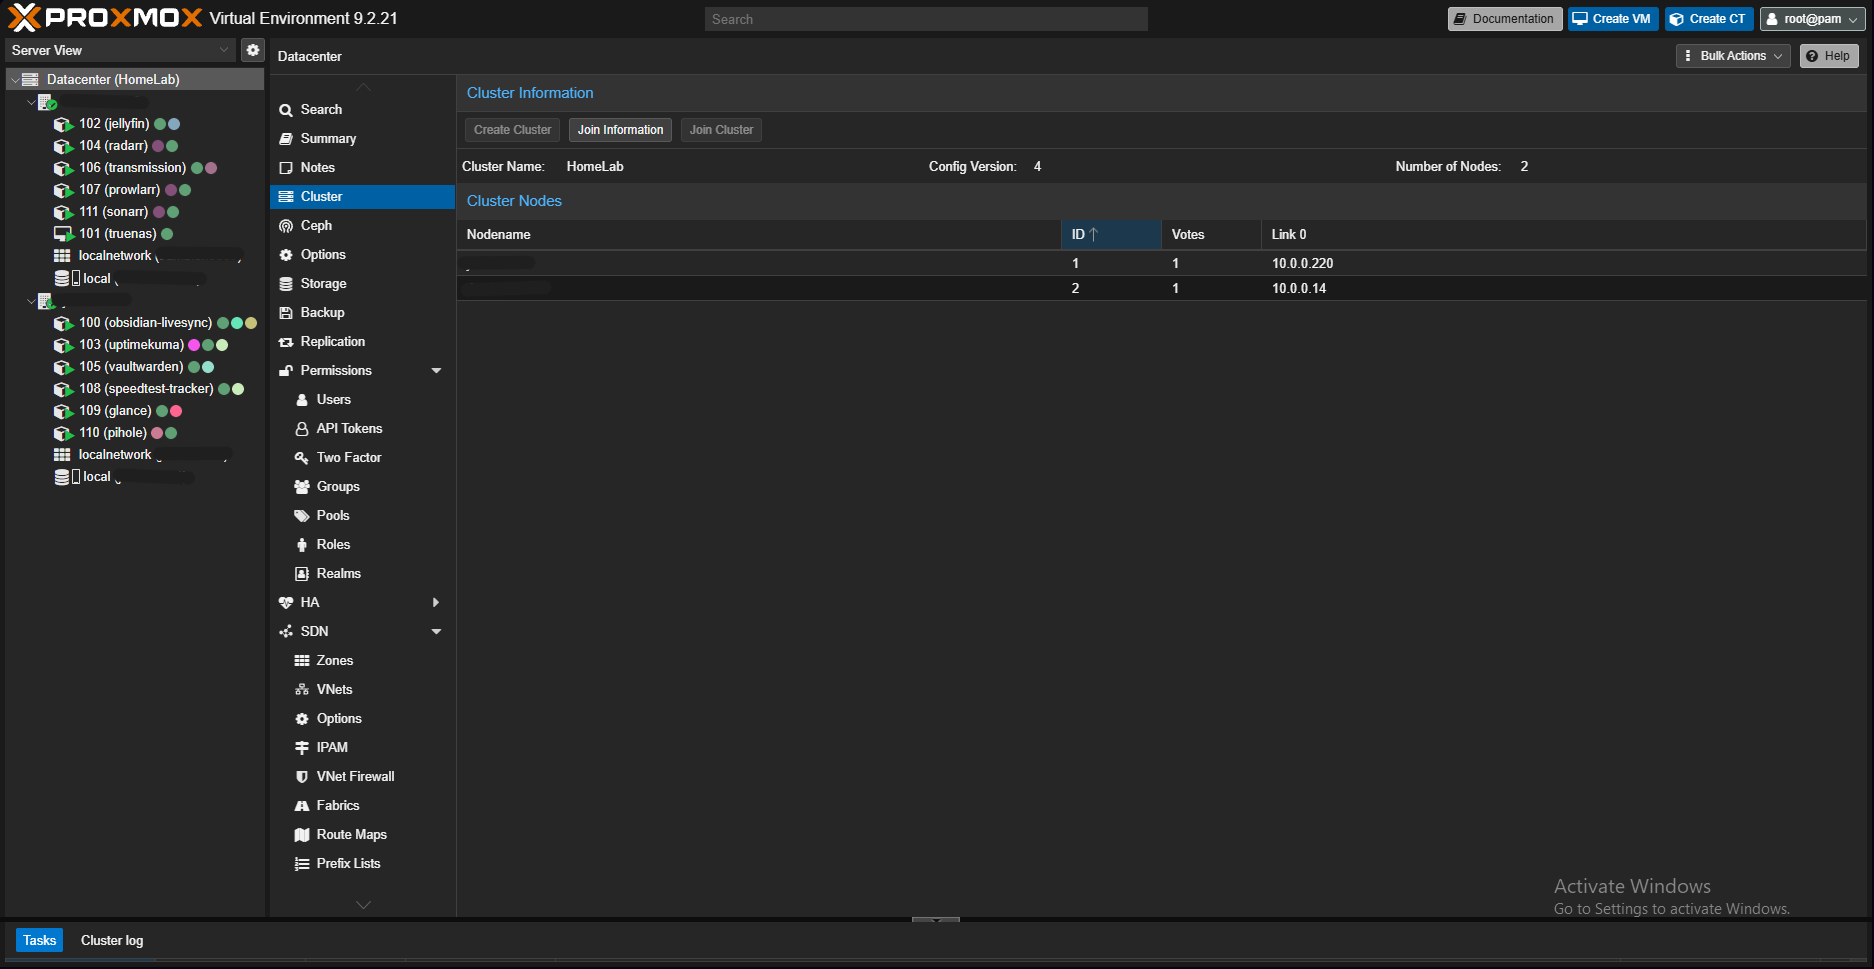 PROXMOX Virtual Environment 9.2.21
Search
Documentation
Create VM
Create CT
root@pam
Server View
Datacenter (HomeLab)
102 (jellyfin)
104 (radarr)
106 (transmission)
107 (prowlarr)
111 (sonarr)
101 (truenas)
localnetwork
local
100 (obsidian-livesync)
103 (uptimekuma)
105 (vaultwarden)
108 (speedtest-tracker)
109 (glance)
110 (pihole)
localnetwork
local
Datacenter
Bulk Actions
Help
Search
Summary
Notes
Cluster
Ceph
Options
Storage
Backup
Replication
Permissions
Users
API Tokens
Two Factor
Groups
Pools
Roles
Realms
HA
SDN
Zones
VNets
Options
IPAM
VNet Firewall
Fabrics
Route Maps
Prefix Lists
Cluster Information
Create Cluster
Join Information
Join Cluster
Cluster Name: HomeLab
Config Version: 4
Number of Nodes: 2
Cluster Nodes
Nodename ID Votes Link 0
1 1 10.0.0.220
2 1 10.0.0.14
Activate Windows
Go to Settings to activate Windows.
Tasks
Cluster log